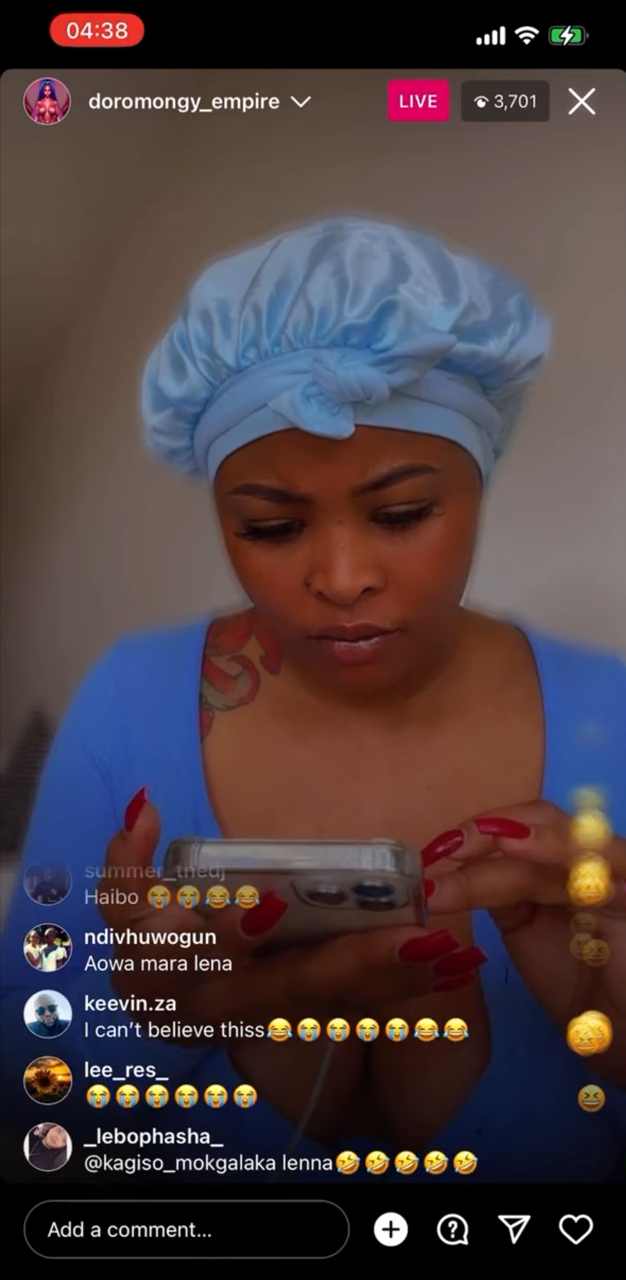 04:38
doromongy_empire
LIVE
3,701
summer_thedj
Haibo 😭😭😂😂
ndivhuwogun
Aowa mara lena
keevin.za
I can’t believe thiss😂😭😭😭😭😂😂
lee_res_
😭😭😭😭😭😭
_lebophasha_
@kagiso_mokgalaka lenna🤣🤣🤣🤣🤣
Add a comment...